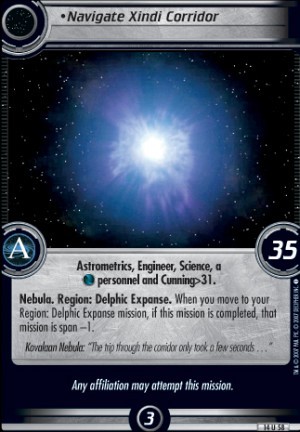 •Navigate Xindi Corridor
A
35
Astrometrics, Engineer, Science, a
personnel and Cunning>31.
Nebula. Region: Delphic Expanse. When you move to your
Region: Delphic Expanse mission, if this mission is completed, that
mission is span –1.
Kovaalan Nebula: "The trip through the corridor only took a few seconds . . ."
Any affiliation may attempt this mission.
3
14 U 58